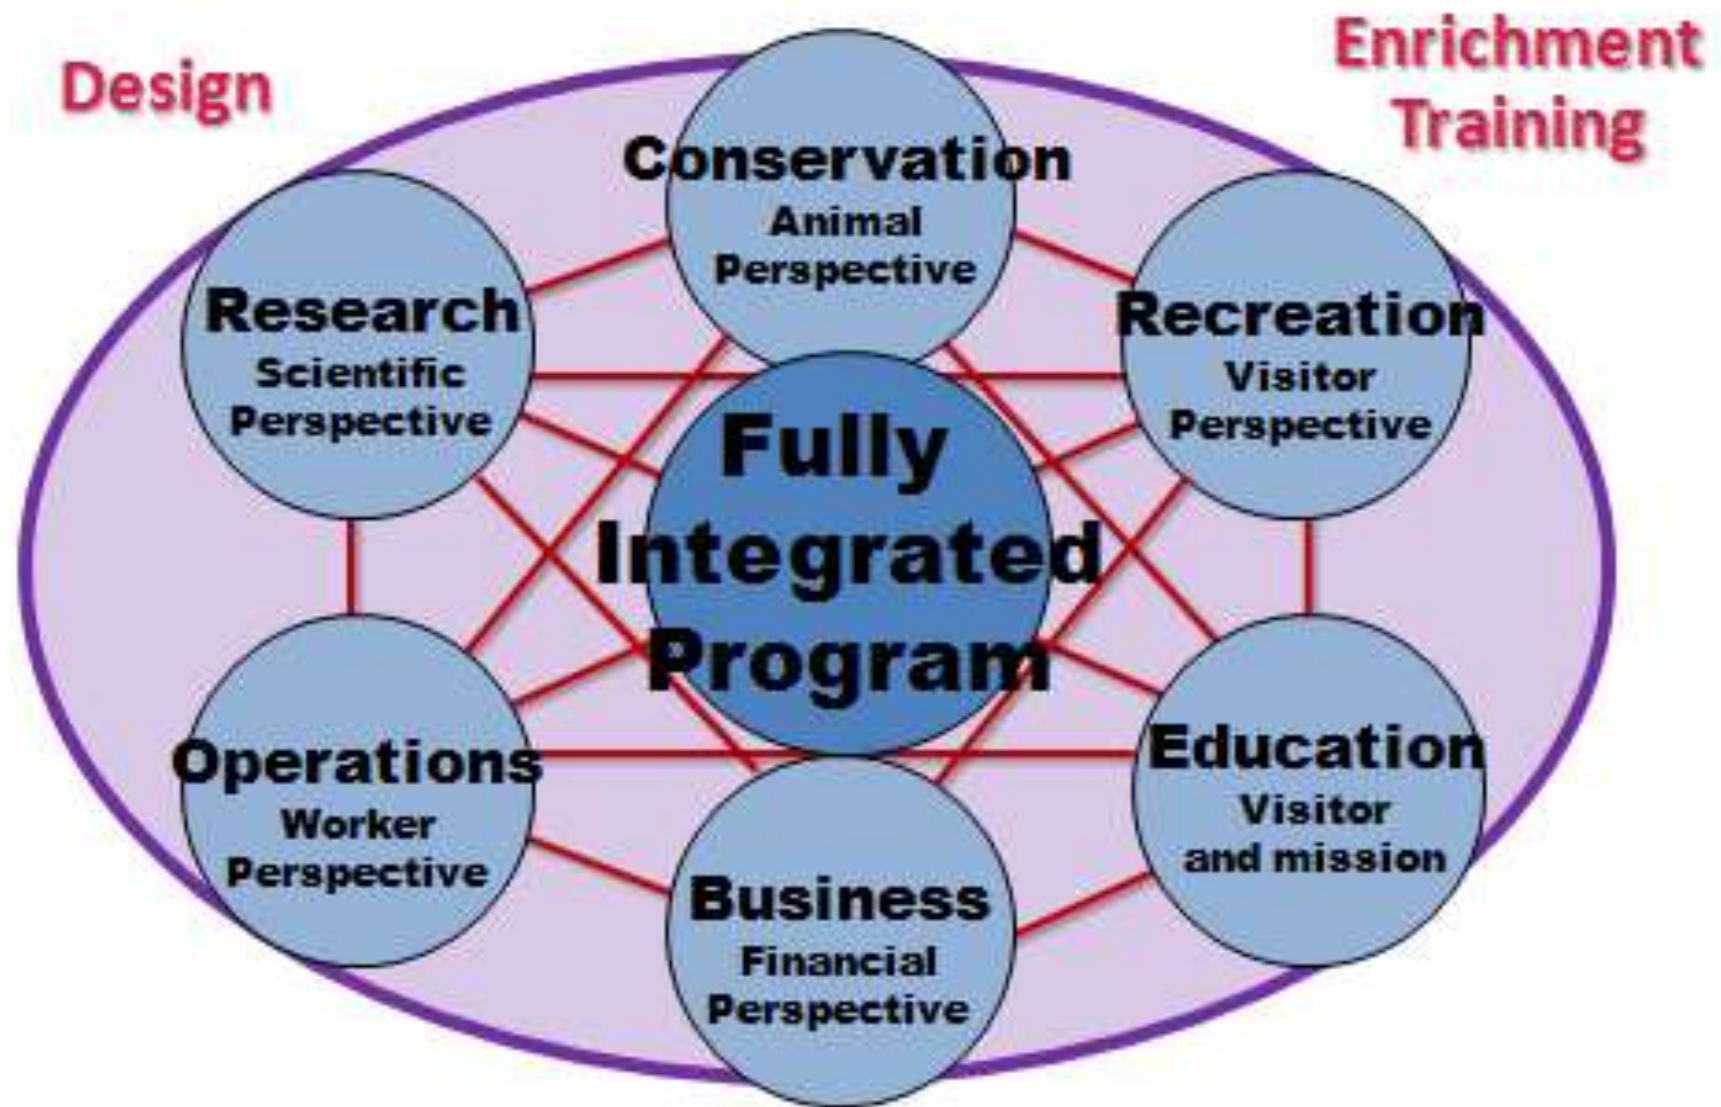 Design
Enrichment
Training
Conservation
Animal
Perspective
Research
Scientific
Perspective
Recreation
Visitor
Perspective
Fully
Integrated
Program
Operations
Worker
Perspective
Education
Visitor
and mission
Business
Financial
Perspective